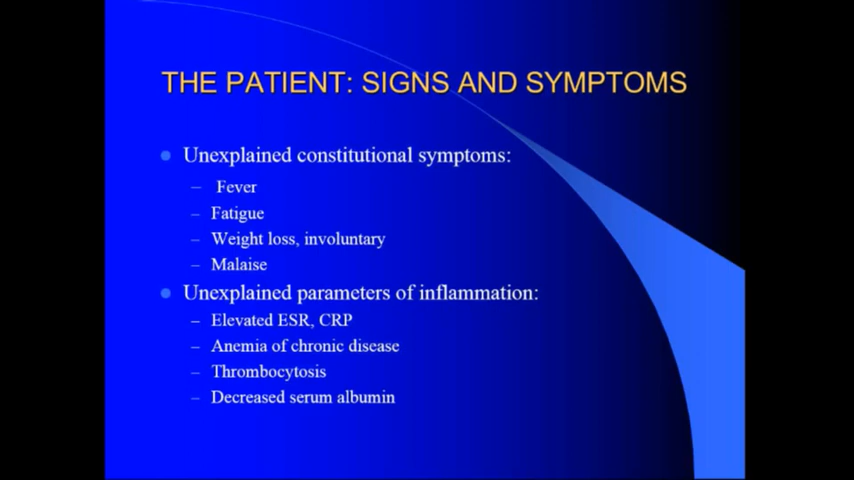 THE PATIENT: SIGNS AND SYMPTOMS
Unexplained constitutional symptoms:
– Fever
– Fatigue
– Weight loss, involuntary
– Malaise
Unexplained parameters of inflammation:
– Elevated ESR, CRP
– Anemia of chronic disease
– Thrombocytosis
– Decreased serum albumin